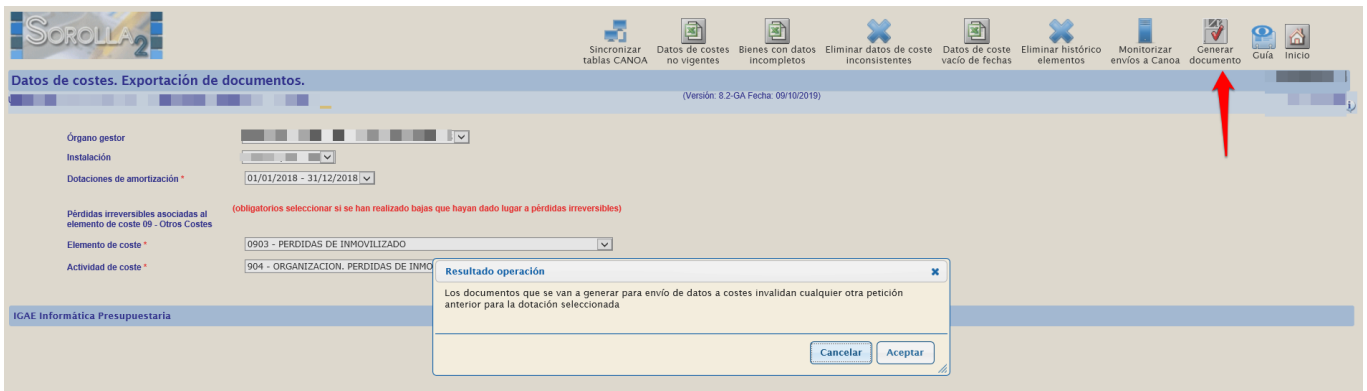 SOROLLA2
Sincronizar tablas CANOA
Datos de costes no vigentes
Bienes con datos incompletos
Eliminar datos de coste inconsistentes
Datos de coste vacío de fechas
Eliminar histórico elementos
Monitorizar envíos a Canoa
Generar documento
Guía
Inicio
Datos de costes. Exportación de documentos.
(Versión: 8.2-GA Fecha: 09/10/2019)
Órgano gestor
Instalación
Dotaciones de amortización * 01/01/2018 - 31/12/2018
Pérdidas irreversibles asociadas al
elemento de coste 09 - Otros Costes
(obligatorios seleccionar si se han realizado bajas que hayan dado lugar a pérdidas irreversibles)
Elemento de coste * 0903 - PERDIDAS DE INMOVILIZADO
Actividad de coste * 904 - ORGANIZACION. PERDIDAS DE INMO
Resultado operación
Los documentos que se van a generar para envío de datos a costes invalidan cualquier otra petición
anterior para la dotación seleccionada
Cancelar Aceptar
IGAE Informática Presupuestaria